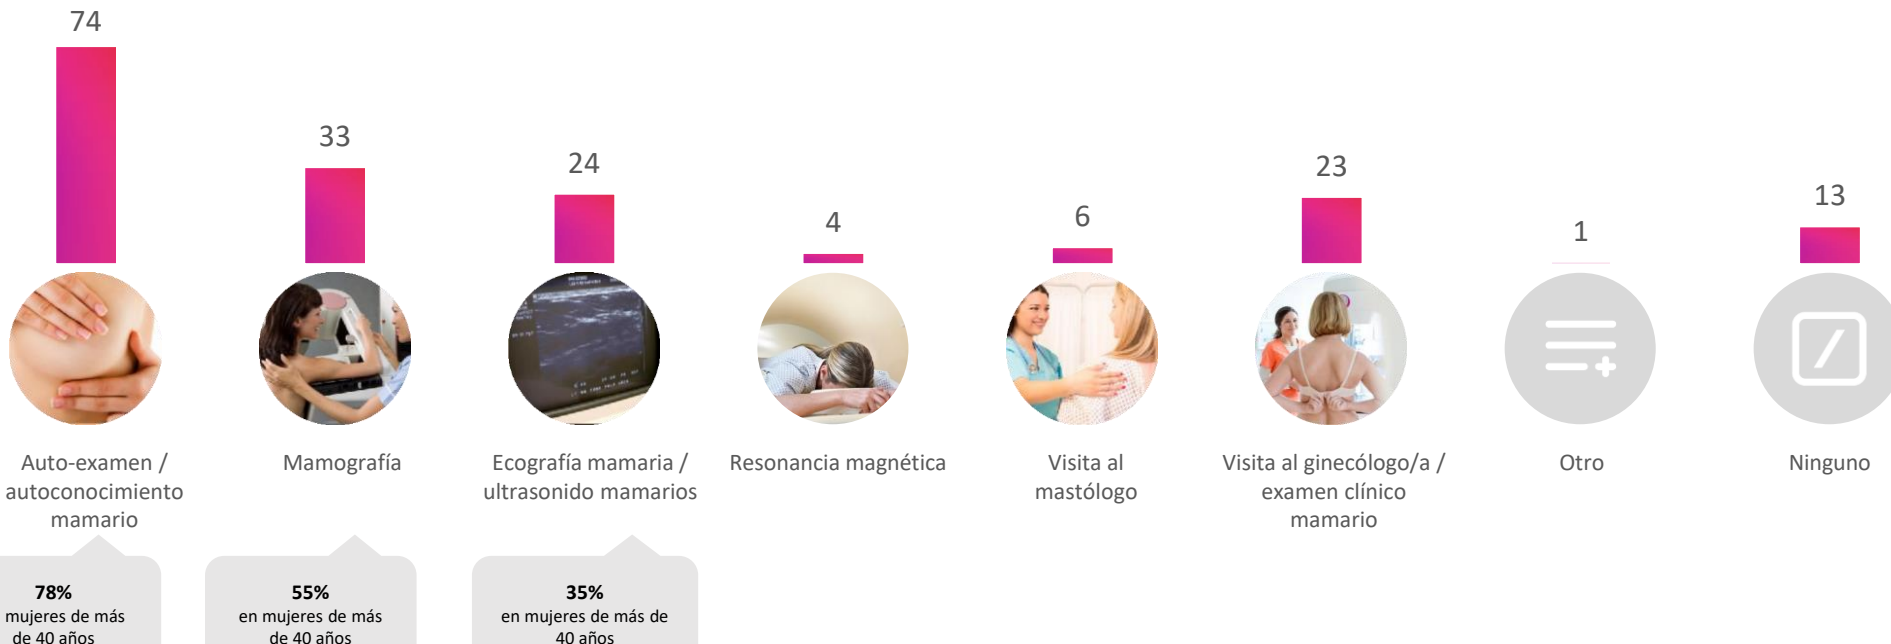 74
33
24
4
6
23
1
13
Auto-examen /
autoconocimiento
mamario
Mamografía
Ecografía mamaria /
ultrasonido mamarios
Resonancia magnética
Visita al
mastólogo
Visita al ginecólogo/a /
examen clínico
mamario
Otro
Ninguno
78%
mujeres de más
de 40 años
55%
en mujeres de más
de 40 años
35%
en mujeres de más de
40 años